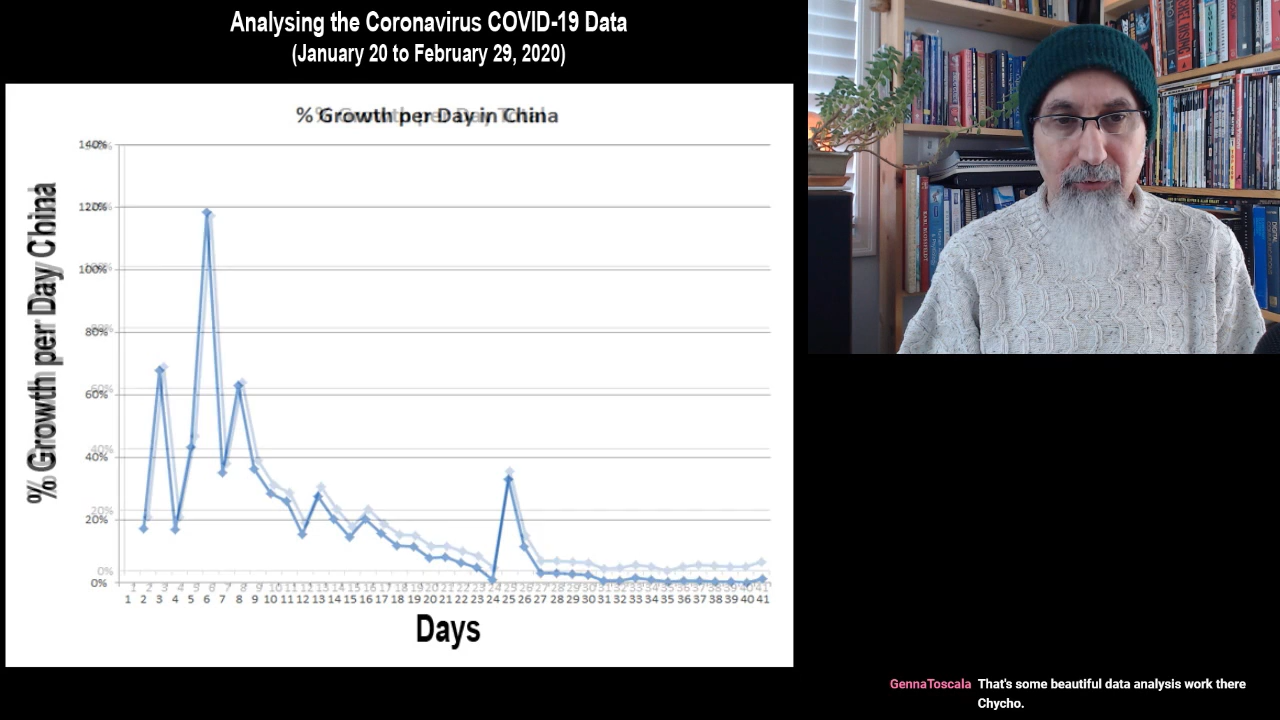 Analysing the Coronavirus COVID-19 Data
(January 20 to February 29, 2020)
% Growth per Day in China
% Growth per Day China
140%
120%
100%
80%
60%
40%
20%
0%
1 2 3 4 5 6 7 8 9 10 11 12 13 14 15 16 17 18 19 20 21 22 23 24 25 26 27 28 29 30 31 32 33 34 35 36 37 38 39 40 41
Days
GennaToscala That's some beautiful data analysis work there
Chycho.